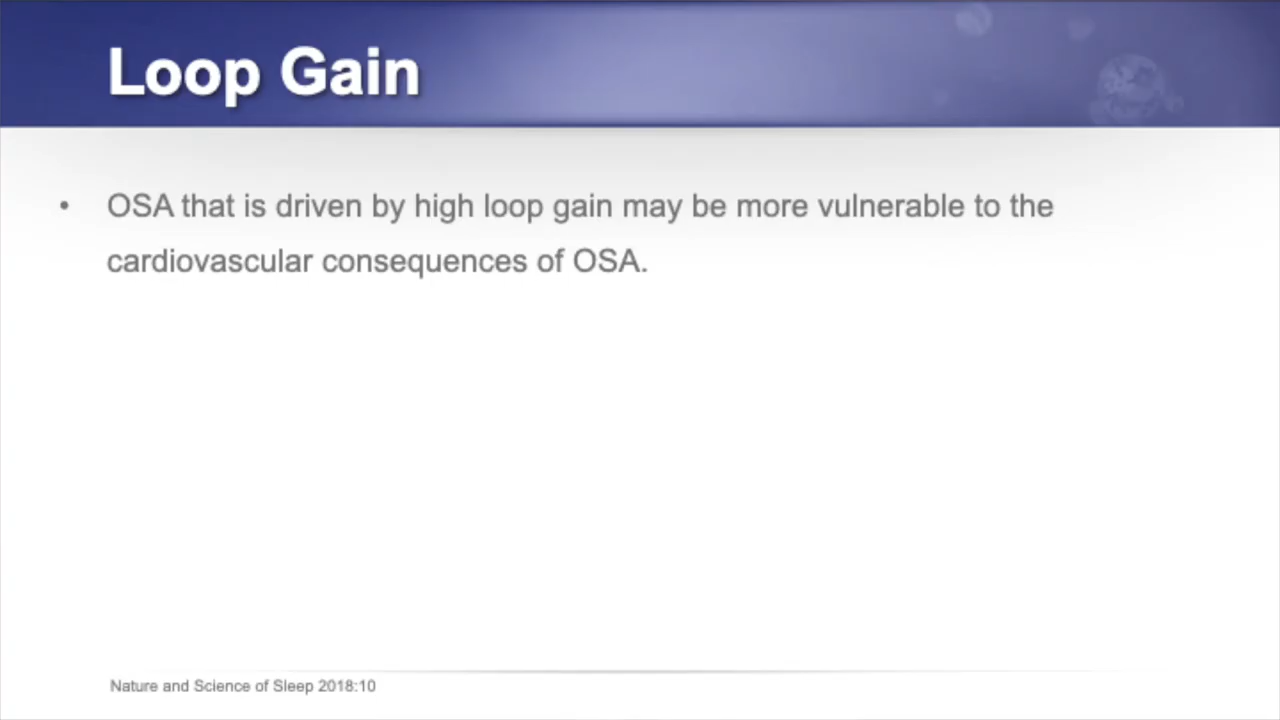 Loop Gain
• OSA that is driven by high loop gain may be more vulnerable to the
cardiovascular consequences of OSA.
Nature and Science of Sleep 2018:10